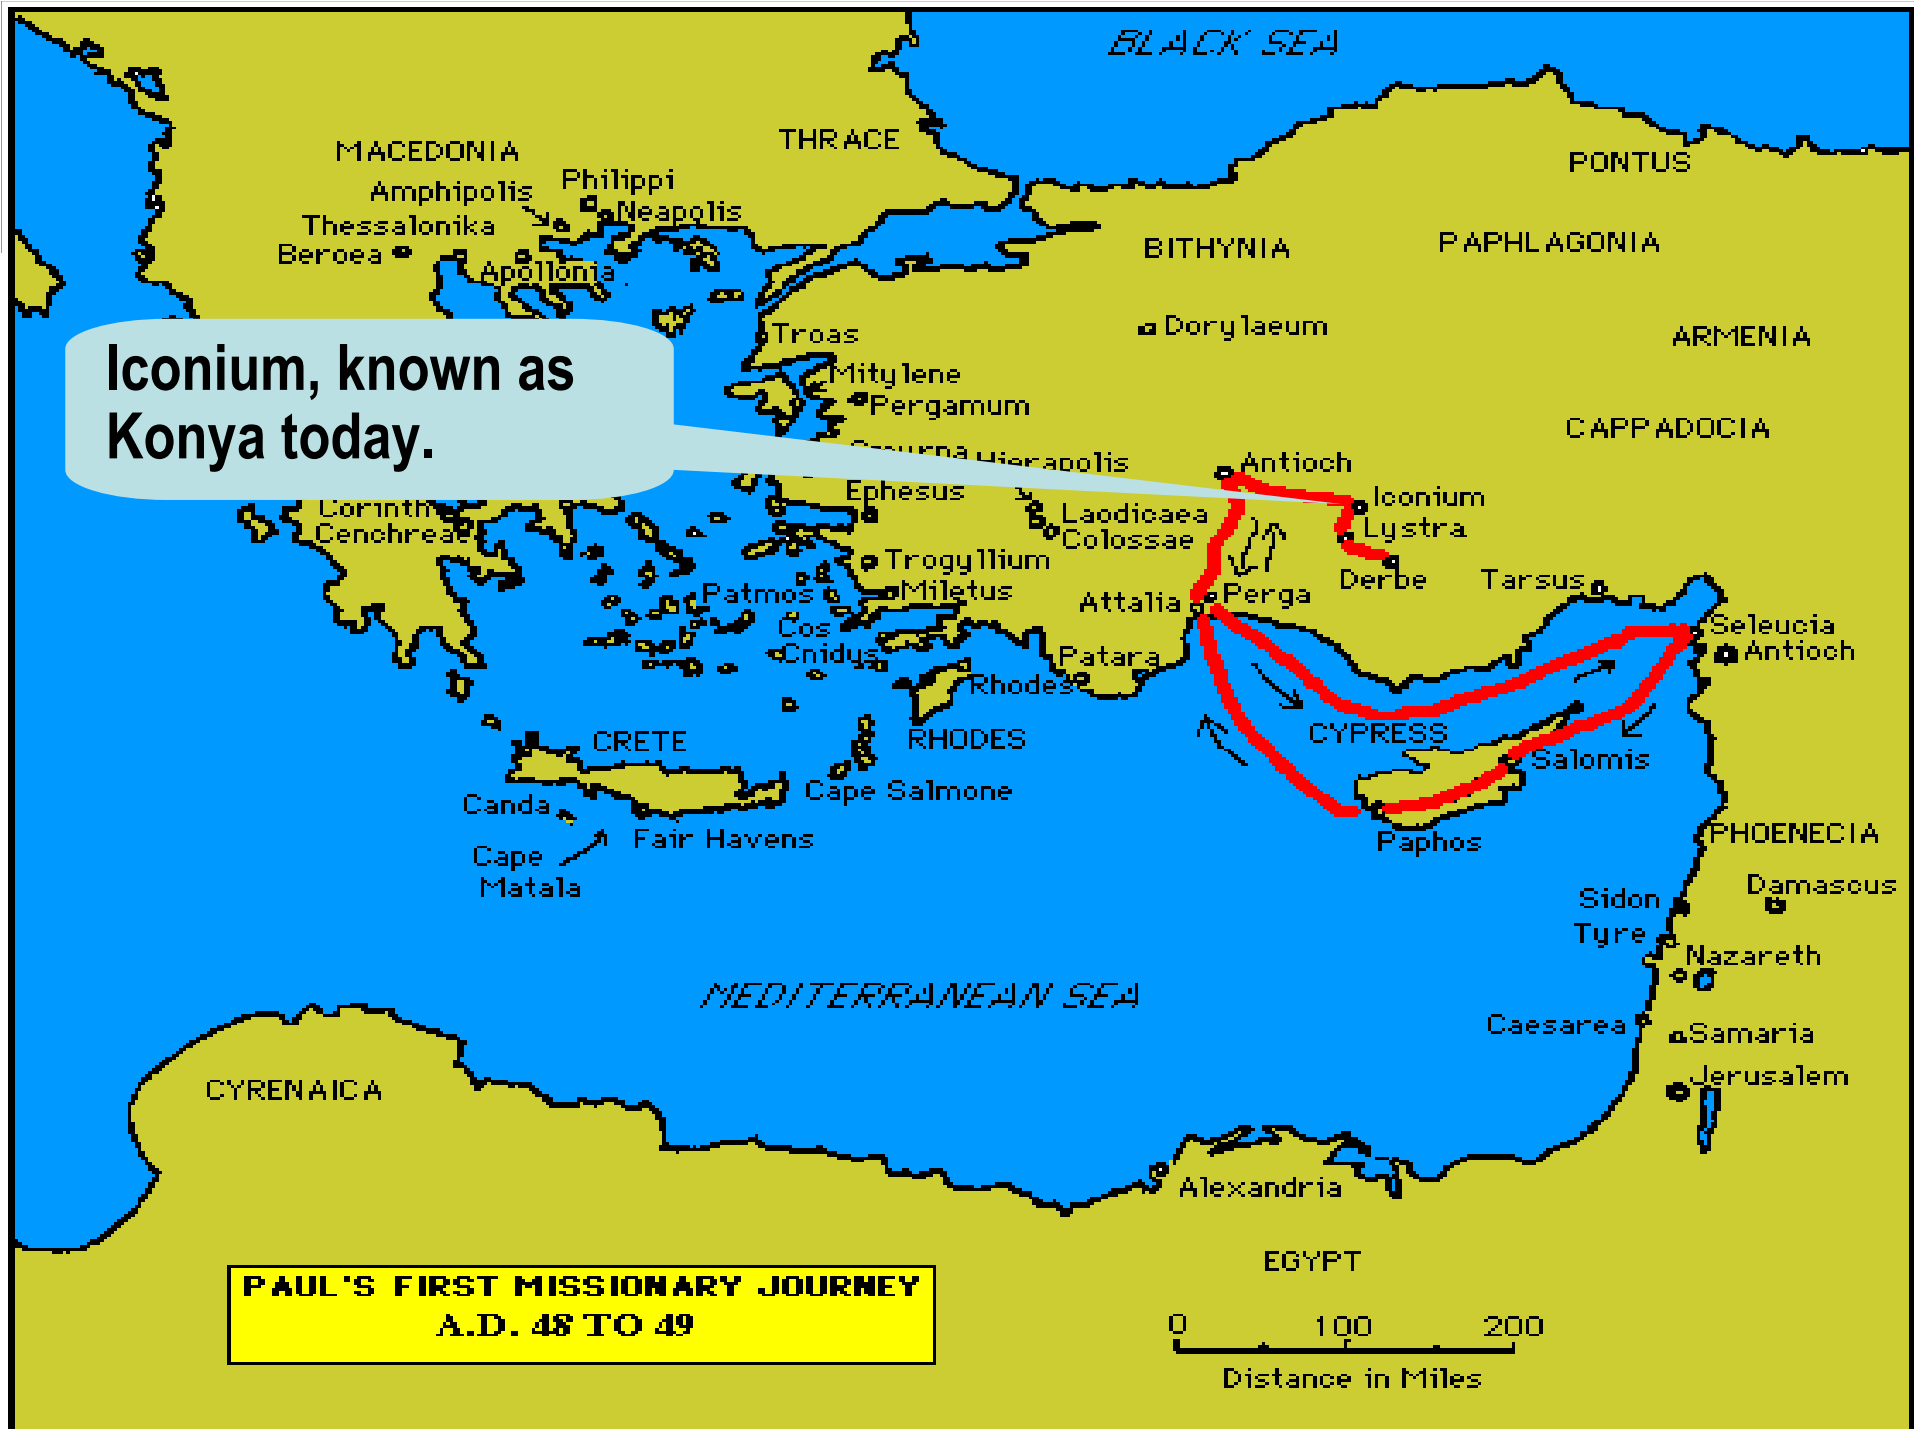 BLACK SEA
THRACE
MACEDONIA
PONTUS
Philippi
Amphipolis
Neapolis
Thessalonika
BITHYNIA
PAPHLAGONIA
Beroea
Apollonia
Dorylaeum
Troas
ARMENIA
Iconium, known as
Konya today.
Mitylene
Pergamum
CAPPADOCIA
Smyrna
Hierapolis
Antioch
Ephesus
Iconium
Corinth
Laodicaea
Lystra
Cenchreae
Colossae
Trogyllium
Derbe
Tarsus
Patmos
Miletus
Attalia
Perga
Cos
Seleucia
Cnidus
Patara
Antioch
Rhodes
CRETE
RHODES
CYPRESS
Salomis
Canda
Cape Salmone
Fair Havens
Paphos
PHOENECIA
Cape
Matala
Sidon
Damascus
Tyre
Nazareth
MEDITERRANEAN SEA
Caesarea
Samaria
CYRENAICA
Jerusalem
Alexandria
EGYPT
PAUL'S FIRST MISSIONARY JOURNEY
A.D. 48 TO 49
0 100 200
Distance in Miles